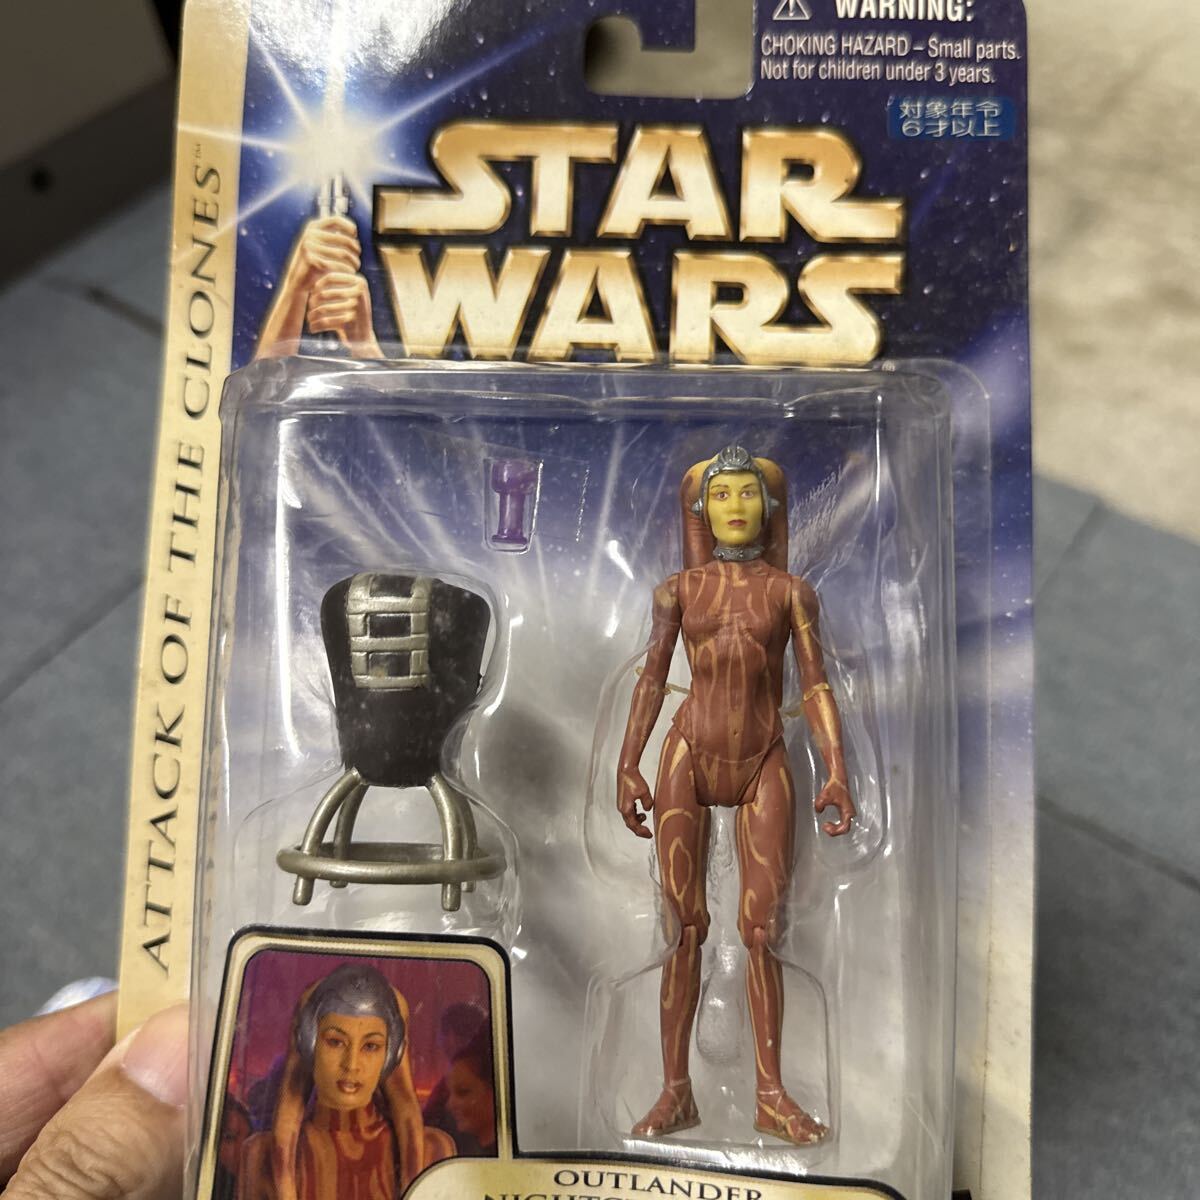 WARNING:
CHOKING HAZARD – Small parts.
Not for children under 3 years.
対象年令
6才以上
STAR
WARS®
ATTACK OF THE CLONES™
OUTLANDER